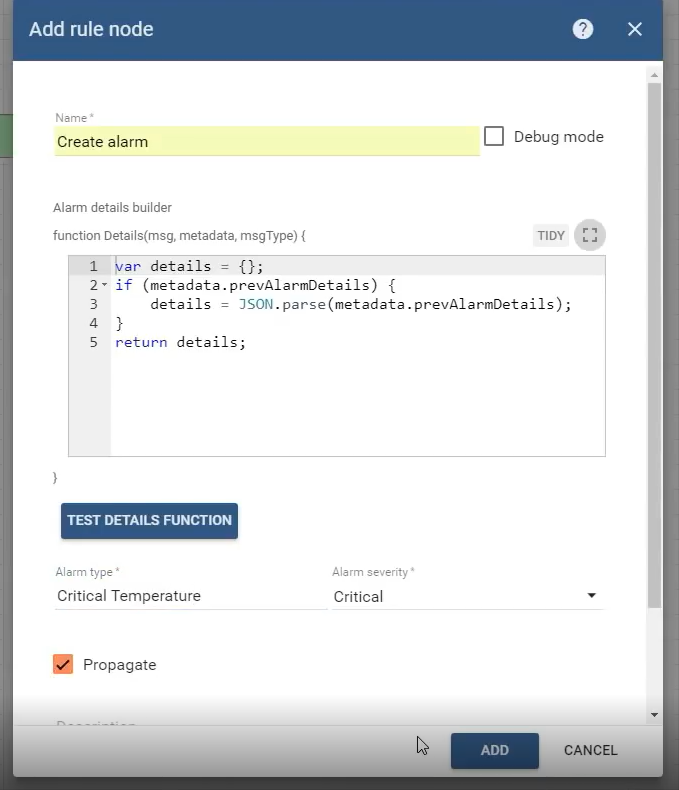 Add rule node
?
Name *
Create alarm
Debug mode
Alarm details builder
function Details(msg, metadata, msgType) {
TIDY
1 var details = {};
2 if (metadata.prevAlarmDetails) {
3     details = JSON.parse(metadata.prevAlarmDetails);
4 }
5 return details;
}
TEST DETAILS FUNCTION
Alarm type * Alarm severity *
Critical Temperature Critical
Propagate
Description
ADD CANCEL